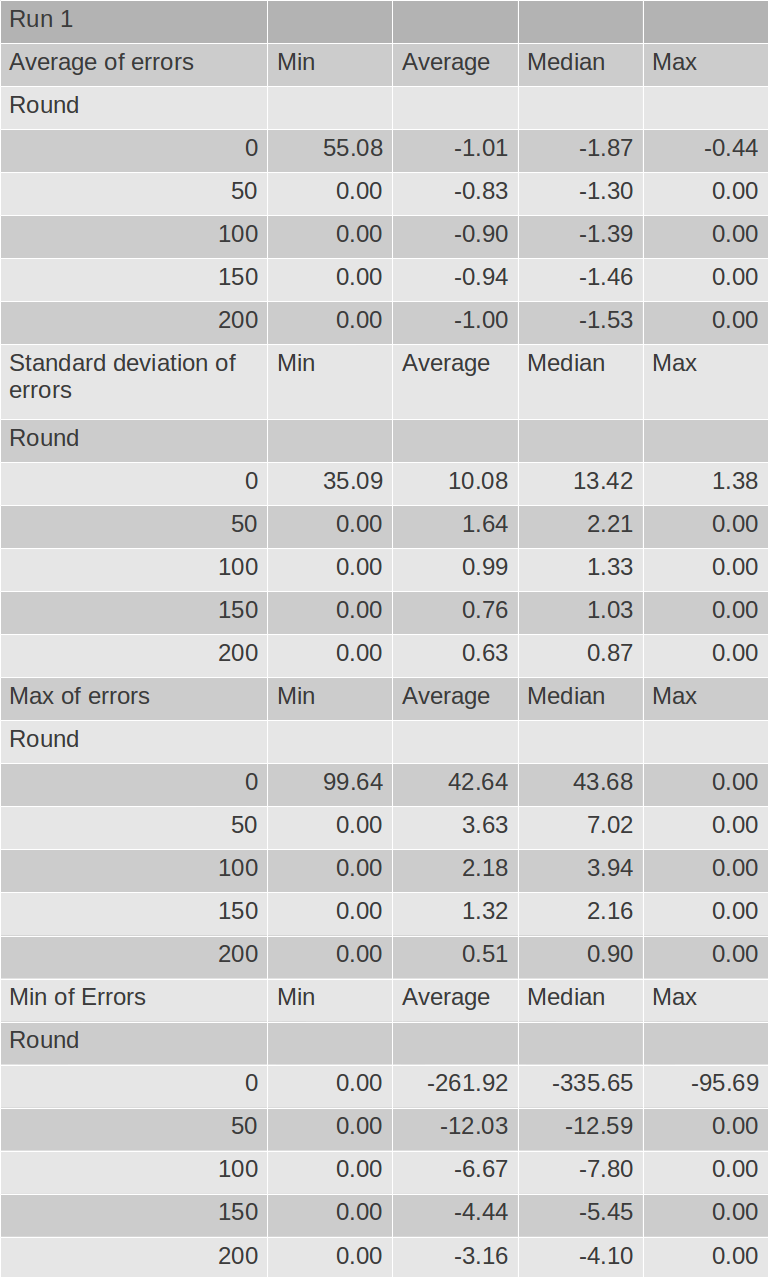 Run 1
Average of errors Min Average Median Max
Round
0 55.08 -1.01 -1.87 -0.44
50 0.00 -0.83 -1.30 0.00
100 0.00 -0.90 -1.39 0.00
150 0.00 -0.94 -1.46 0.00
200 0.00 -1.00 -1.53 0.00
Standard deviation of Min Average Median Max
errors
Round
0 35.09 10.08 13.42 1.38
50 0.00 1.64 2.21 0.00
100 0.00 0.99 1.33 0.00
150 0.00 0.76 1.03 0.00
200 0.00 0.63 0.87 0.00
Max of errors Min Average Median Max
Round
0 99.64 42.64 43.68 0.00
50 0.00 3.63 7.02 0.00
100 0.00 2.18 3.94 0.00
150 0.00 1.32 2.16 0.00
200 0.00 0.51 0.90 0.00
Min of Errors Min Average Median Max
Round
0 0.00 -261.92 -335.65 -95.69
50 0.00 -12.03 -12.59 0.00
100 0.00 -6.67 -7.80 0.00
150 0.00 -4.44 -5.45 0.00
200 0.00 -3.16 -4.10 0.00